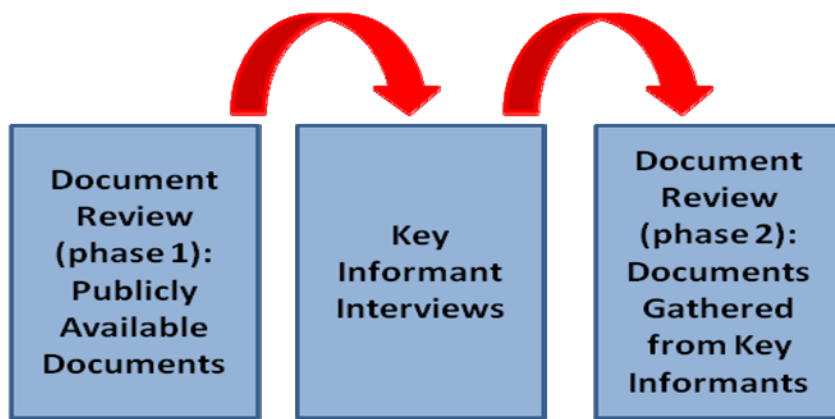 Document
Review
(phase 1):
Publicly
Available
Documents
Key
Informant
Interviews
Document
Review
(phase 2):
Documents
Gathered
from Key
Informants